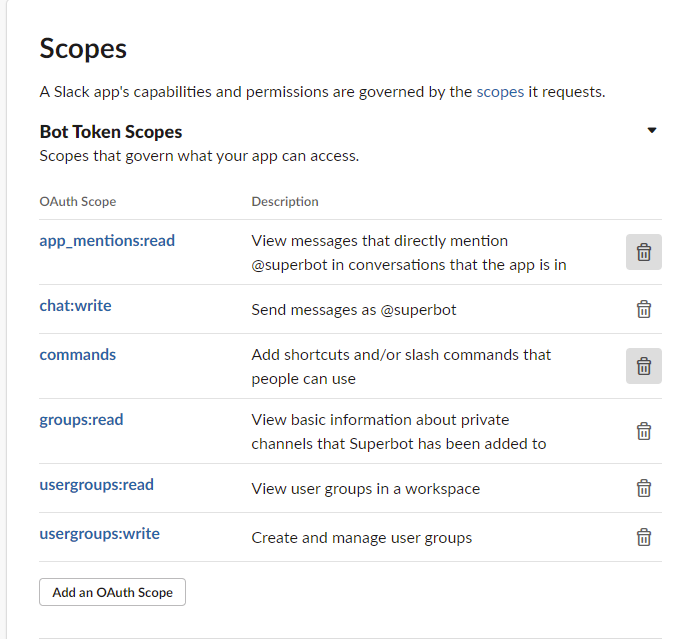 Scopes
A Slack app's capabilities and permissions are governed by the scopes it requests.
Bot Token Scopes
Scopes that govern what your app can access.
OAuth Scope Description
app_mentions:read View messages that directly mention
@superbot in conversations that the app is in
chat:write Send messages as @superbot
commands Add shortcuts and/or slash commands that
people can use
groups:read View basic information about private
channels that Superbot has been added to
usergroups:read View user groups in a workspace
usergroups:write Create and manage user groups
Add an OAuth Scope